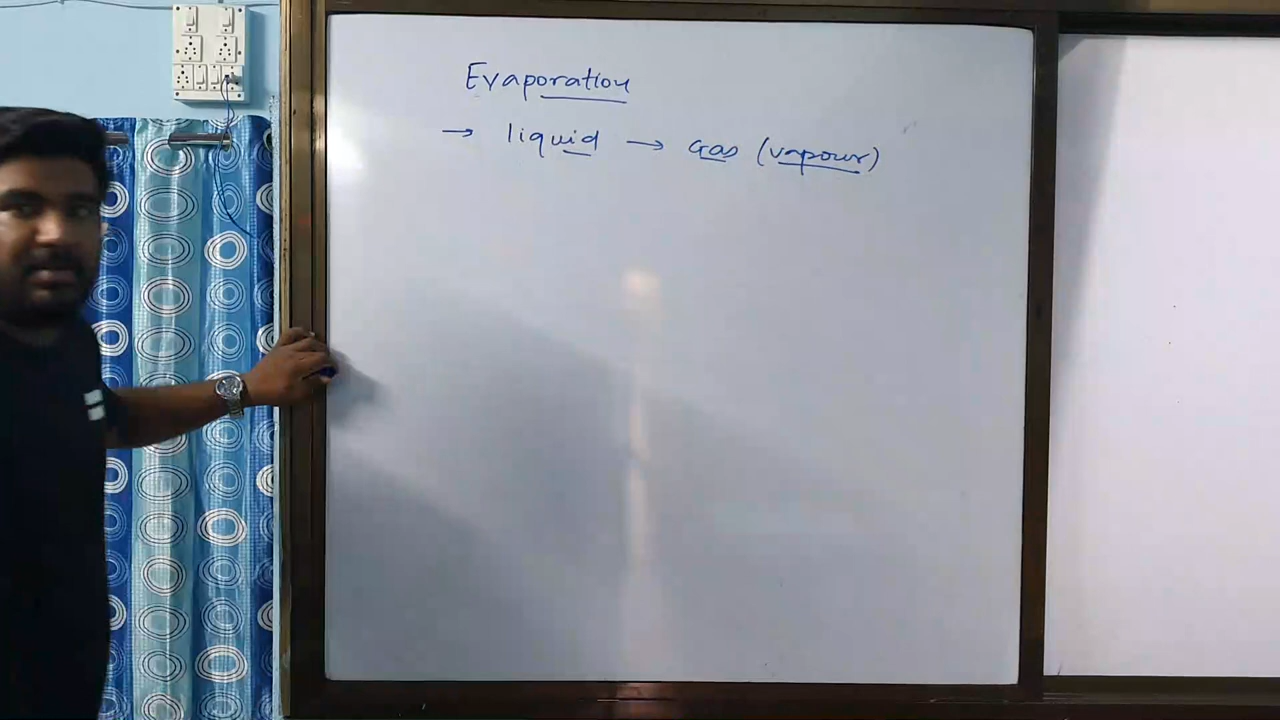 Evaporation
→ liquid → Gas (vapour)